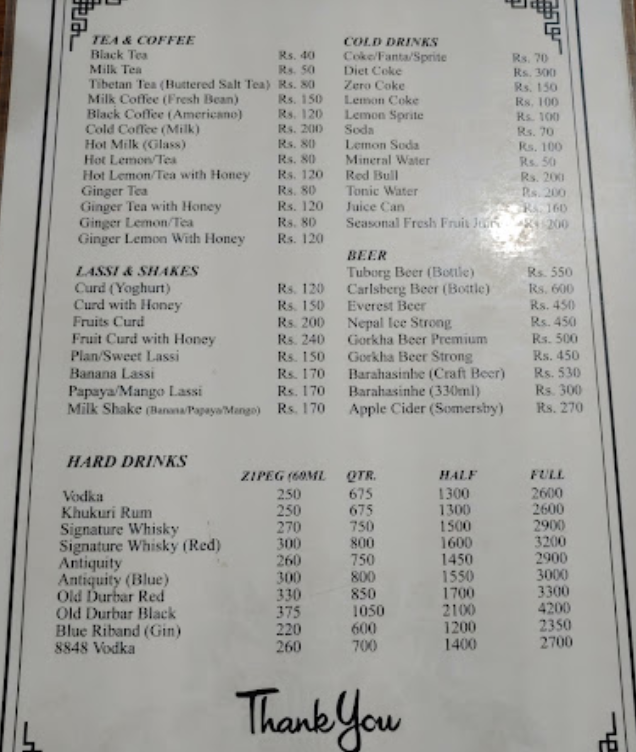 TEA & COFFEE
Black Tea Rs. 40
Milk Tea Rs. 50
Tibetan Tea (Buttered Salt Tea) Rs. 80
Milk Coffee (Fresh Bean) Rs. 150
Black Coffee (Americano) Rs. 120
Cold Coffee (Milk) Rs. 200
Hot Milk (Glass) Rs. 80
Hot Lemon/Tea Rs. 80
Hot Lemon/Tea with Honey Rs. 120
Ginger Tea Rs. 80
Ginger Tea with Honey Rs. 120
Ginger Lemon/Tea Rs. 80
Ginger Lemon With Honey Rs. 120
LASSI & SHAKES
Curd (Yoghurt) Rs. 120
Curd with Honey Rs. 150
Fruits Curd Rs. 200
Fruit Curd with Honey Rs. 240
Plan/Sweet Lassi Rs. 150
Banana Lassi Rs. 170
Papaya/Mango Lassi Rs. 170
Milk Shake (Banana/Papaya/Mango) Rs. 170
COLD DRINKS
Coke/Fanta/Sprite Rs. 70
Diet Coke Rs. 300
Zero Coke Rs. 150
Lemon Coke Rs. 100
Lemon Sprite Rs. 100
Soda Rs. 70
Lemon Soda Rs. 100
Mineral Water Rs. 50
Red Bull Rs. 200
Tonic Water Rs. 200
Juice Can Rs. 160
Seasonal Fresh Fruit Rs. 200
BEER
Tuborg Beer (Bottle) Rs. 550
Carlsberg Beer (Bottle) Rs. 600
Everest Beer Rs. 450
Nepal Ice Strong Rs. 450
Gorkha Beer Premium Rs. 500
Gorkha Beer Strong Rs. 450
Barahasinhe (Craft Beer) Rs. 530
Barahasinhe (330ml) Rs. 300
Apple Cider (Somersby) Rs. 270
HARD DRINKS
Z1PEG (60ML QTR. HALF FULL
Vodka 250 675 1300 2600
Khukuri Rum 250 675 1300 2600
Signature Whisky 270 750 1500 2900
Signature Whisky (Red) 300 800 1600 3200
Antiquity 260 750 1450 2900
Antiquity (Blue) 300 800 1550 3000
Old Durbar Red 330 850 1700 3300
Old Durbar Black 375 1050 2100 4200
Blue Riband (Gin) 220 600 1200 2350
8848 Vodka 260 700 1400 2700
Thank You